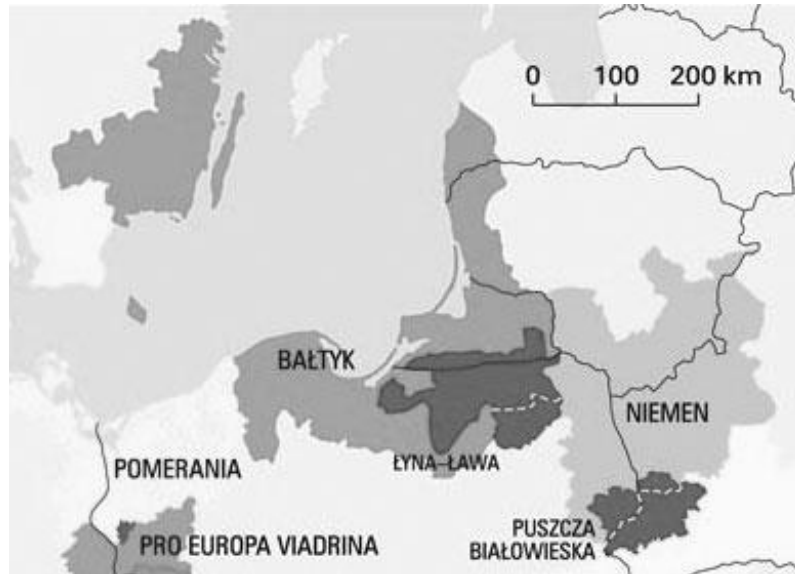 0 100 200 km
BAŁTYK
NIEMEN
POMERANIA
ŁYNA–ŁAWA
PUSZCZA
BIAŁOWIESKA
PRO EUROPA VIADRINA